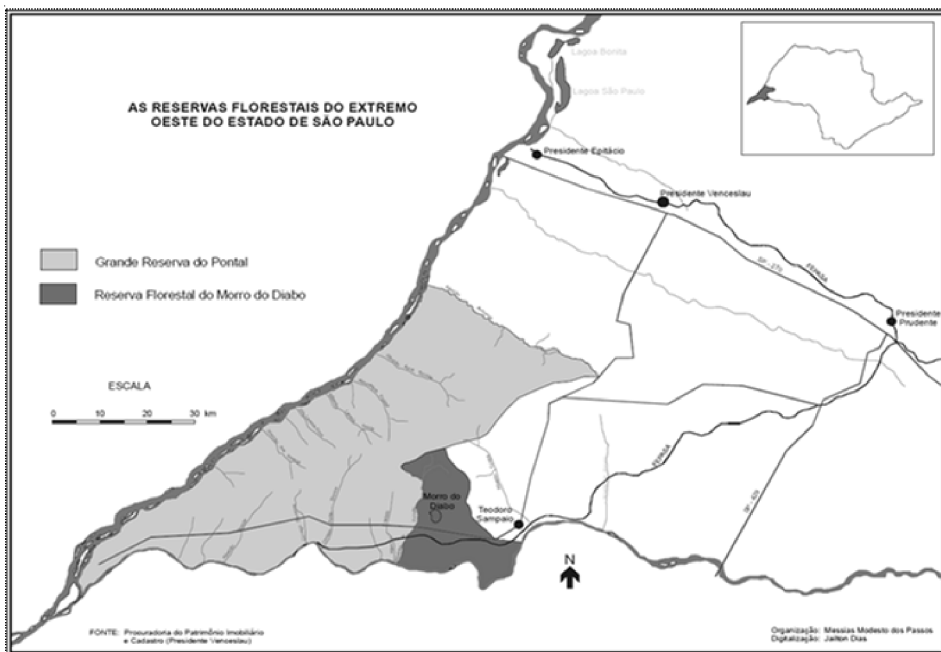 AS RESERVAS FLORESTAIS DO EXTREMO
OESTE DO ESTADO DE SÃO PAULO
Lagoa Bonita
Lagoa São Paulo
Presidente Epitácio
Presidente Venceslau
FEPASA
Presidente
Prudente
Grande Reserva do Pontal
Reserva Florestal do Morro do Diabo
ESCALA
0 10 20 30 km
Morro do
Diabo
Teodoro
Sampaio
FEPASA
N
FONTE: Procuradoria do Patrimônio Imobiliário
e Cadastro (Presidente Venceslau)
Organização: Messias Modesto dos Passos
Digitalização: Jailton Dias